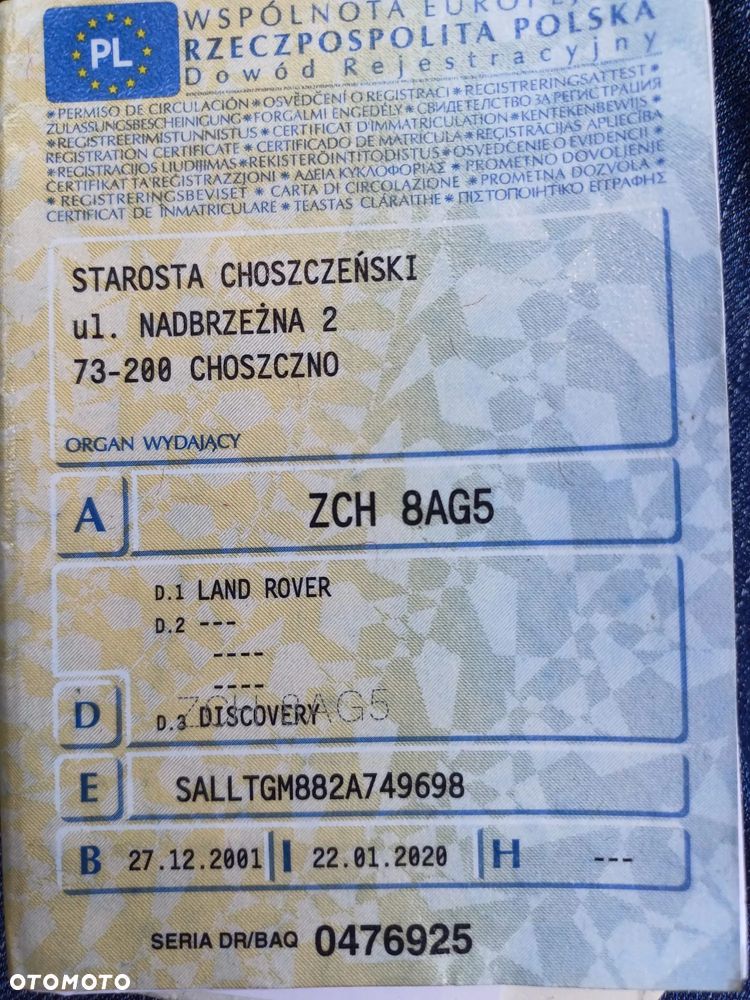 PL
WSPÓLNOTA
RZECZPOSPOLITA POLSKA
Dowód Rejestracyjny
* PERMISO DE CIRCULACIÓN * OSVĚDČENÍ O REGISTRACI * REGISTRERINGSATTEST *
ZULASSUNGSBESCHEINIGUNG * FORGALMI ENGEDÉLY * СВИДЕТЕЛСТВО ЗА РЕГИСТРАЦИЯ
* REGISTREERIMISTUNNISTUS * CERTIFICAT D'IMMATRICULATION * KENTEKENBEWIJS *
REGISTRATION CERTIFICATE * CERTIFICADO DE MATRÍCULA * REĢISTRĀCIJAS APLIECĪBA
* REGISTRACIJOS LIUDIJIMAS * REKISTERÖINTITODISTUS * OSVEDČENIE O EVIDENCII *
CERTIFIKAT TA'REĠISTRAZZJONI * ΑΔΕΙΑ ΚΥΚΛΟΦΟΡΙΑΣ * PROMETNO DOVOLJENJE
* REGISTRERINGSBEVISET * CARTA DI CIRCOLAZIONE * PROMETNA DOZVOLA *
CERTIFICAT DE ÎNMATRICULARE * TEASTAS CLÁRAITHE *
STAROSTA CHOSZCZEŃSKI
ul. NADBRZEŻNA 2
73-200 CHOSZCZNO
ORGAN WYDAJĄCY
A ZCH 8AG5
D.1 LAND ROVER
D.2 ---
----
----
ZCH 8AG5
D D.3 DISCOVERY
E SALLTGM882A749698
B 27.12.2001 I 22.01.2020 H ---
SERIA DR/BAQ 0476925
OTOMOTO